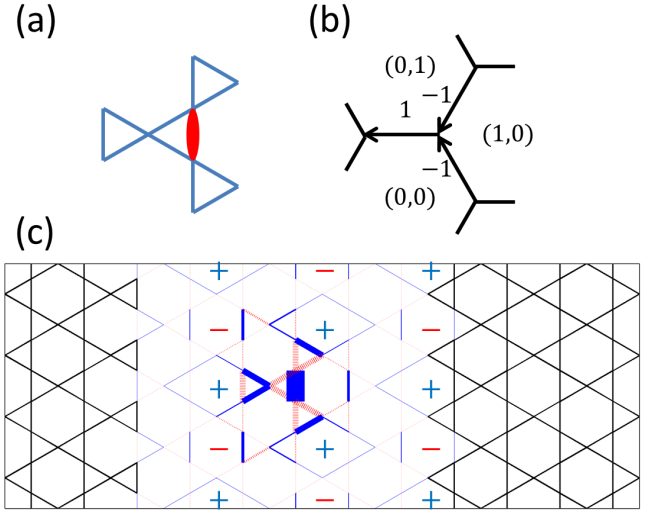 (a)
(b)
(0,1)
-1
1
(1,0)
-1
(0,0)
(c)
+ − +
− + −
+ − +
− + −
+ − +